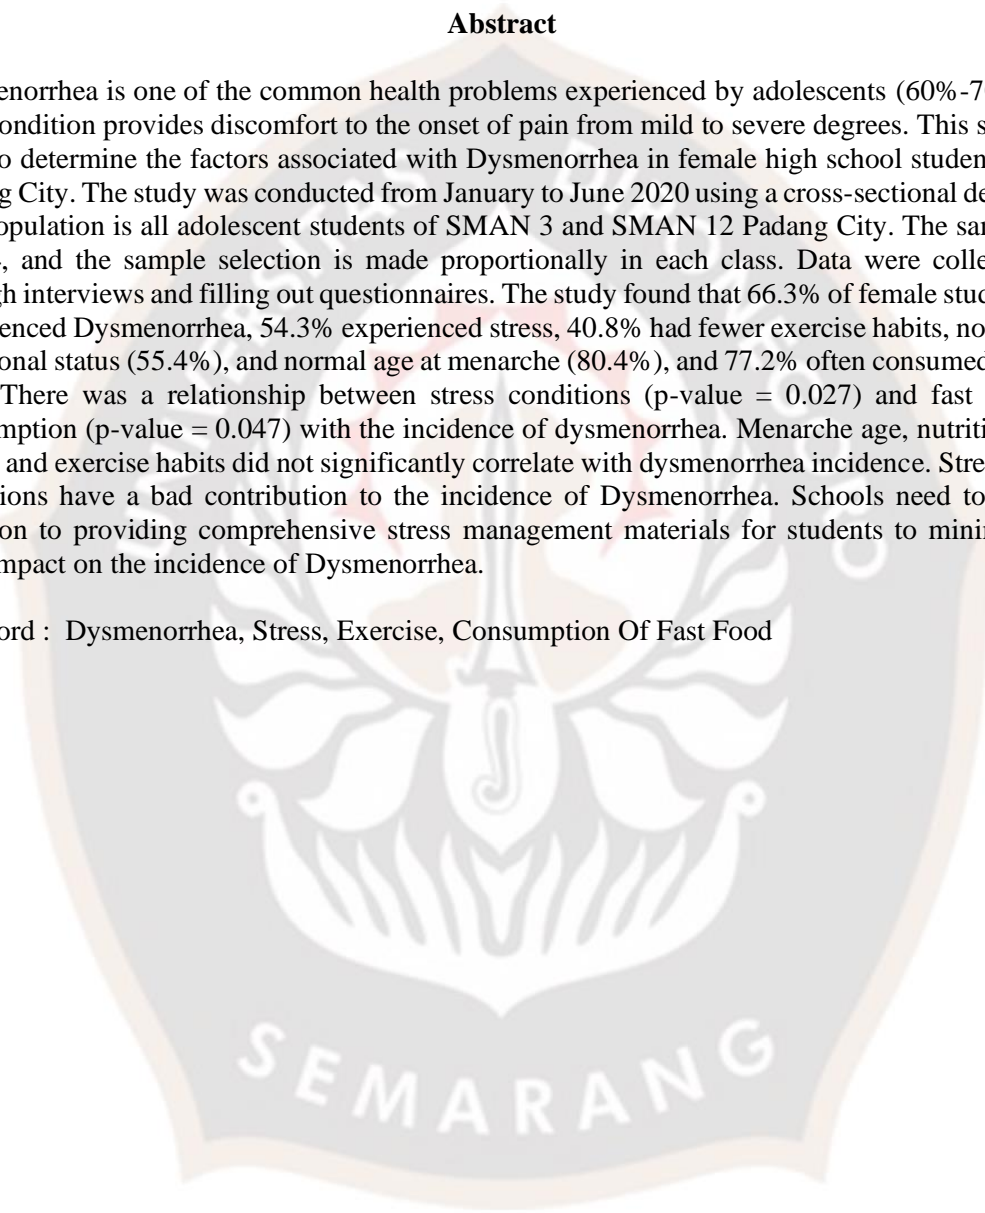 Abstract
enorrhea is one of the common health problems experienced by adolescents (60%-7
ondition provides discomfort to the onset of pain from mild to severe degrees. This s
o determine the factors associated with Dysmenorrhea in female high school studen
g City. The study was conducted from January to June 2020 using a cross-sectional de
opulation is all adolescent students of SMAN 3 and SMAN 12 Padang City. The sar
, and the sample selection is made proportionally in each class. Data were colle
gh interviews and filling out questionnaires. The study found that 66.3% of female stud
enced Dysmenorrhea, 54.3% experienced stress, 40.8% had fewer exercise habits, no
onal status (55.4%), and normal age at menarche (80.4%), and 77.2% often consumed
There was a relationship between stress conditions (p-value = 0.027) and fast
mption (p-value = 0.047) with the incidence of dysmenorrhea. Menarche age, nutriti
and exercise habits did not significantly correlate with dysmenorrhea incidence. Stre
ions have a bad contribution to the incidence of Dysmenorrhea. Schools need to
on to providing comprehensive stress management materials for students to mini
mpact on the incidence of Dysmenorrhea.
ord : Dysmenorrhea, Stress, Exercise, Consumption Of Fast Food
UNIVERSITAS DIPONEGORO
SEMARANG